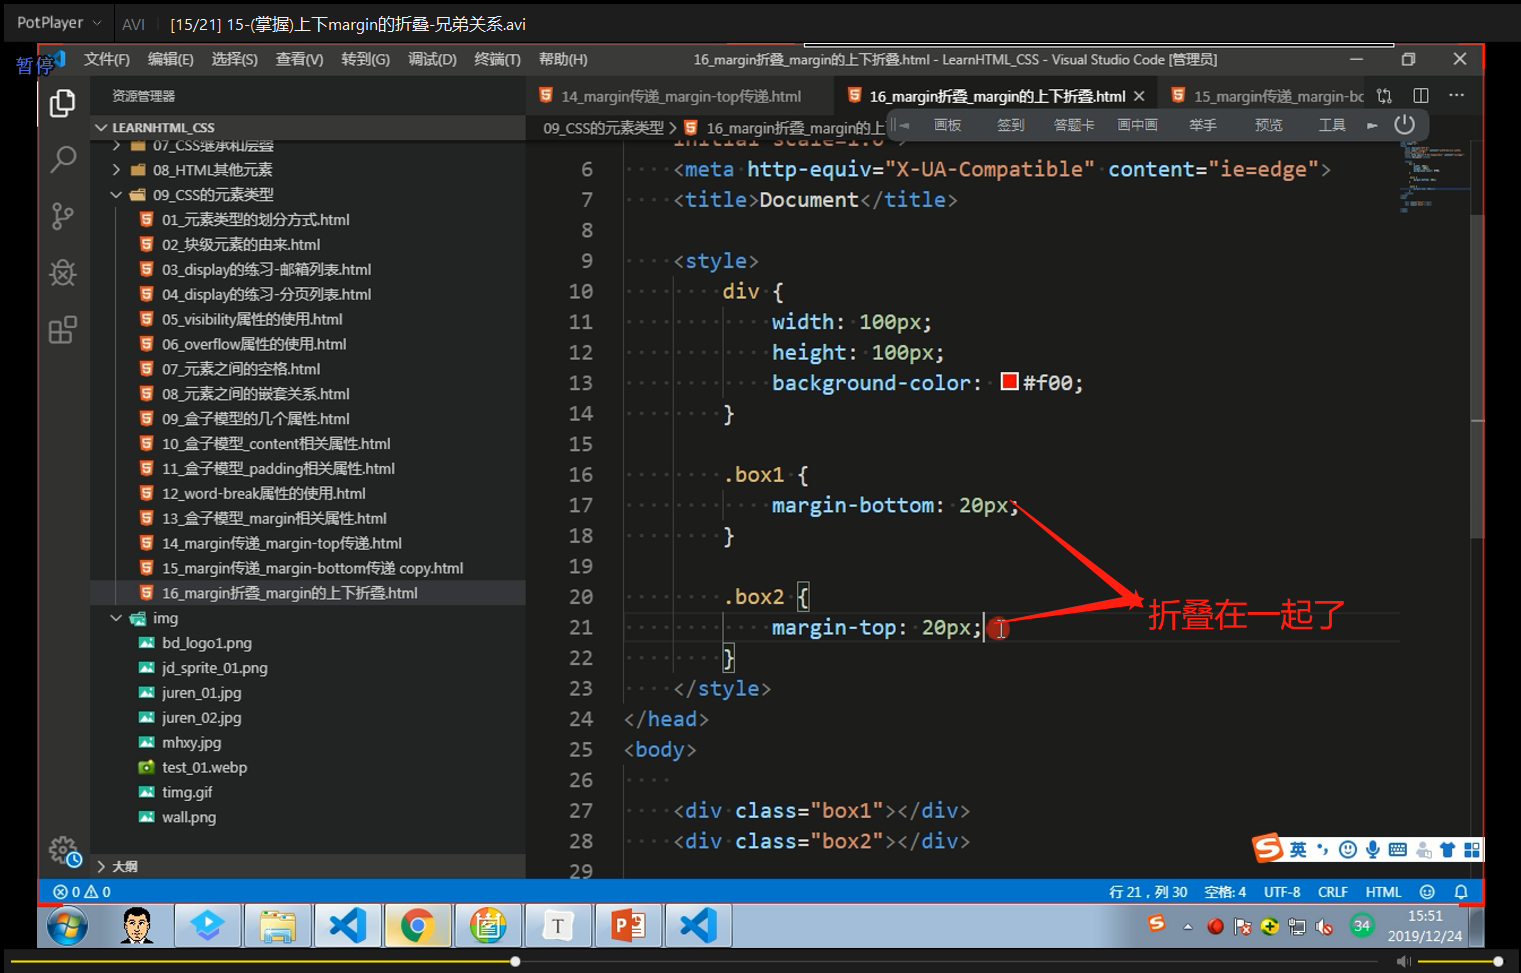 PotPlayer
AVI
[15/21] 15-(掌握)上下margin的折叠-兄弟关系.avi
暂停
文件(F) 编辑(E) 选择(S) 查看(V) 转到(G) 调试(D) 终端(T) 帮助(H)
16_margin折叠_margin的上下折叠.html - LearnHTML_CSS - Visual Studio Code [管理员]
资源管理器
14_margin传递_margin-top传递.html
16_margin折叠_margin的上下折叠.html
15_margin传递_margin-bc
09_CSS的元素类型 > 16_margin折叠_margin的上
画板 签到 答题卡 画中画 举手 预览 工具
LEARNHTML_CSS
07_CSS继承和层叠
08_HTML其他元素
09_CSS的元素类型
01_元素类型的划分方式.html
02_块级元素的由来.html
03_display的练习-邮箱列表.html
04_display的练习-分页列表.html
05_visibility属性的使用.html
06_overflow属性的使用.html
07_元素之间的空格.html
08_元素之间的嵌套关系.html
09_盒子模型的几个属性.html
10_盒子模型_content相关属性.html
11_盒子模型_padding相关属性.html
12_word-break属性的使用.html
13_盒子模型_margin相关属性.html
14_margin传递_margin-top传递.html
15_margin传递_margin-bottom传递 copy.html
16_margin折叠_margin的上下折叠.html
img
bd_logo1.png
jd_sprite_01.png
juren_01.jpg
juren_02.jpg
mhxy.jpg
test_01.webp
timg.gif
wall.png
大纲
initial-scale=1.0">
6 <meta http-equiv="X-UA-Compatible" content="ie=edge">
7 <title>Document</title>
8
9 <style>
10 div {
11 width: 100px;
12 height: 100px;
13 background-color: #f00;
14 }
15
16 .box1 {
17 margin-bottom: 20px;
18 }
19
20 .box2 {
21 margin-top: 20px;
22 }
23 </style>
24 </head>
25 <body>
26
27 <div class="box1"></div>
28 <div class="box2"></div>
29
折叠在一起了
英
0 0
行 21，列 30 空格: 4 UTF-8 CRLF HTML
T
34
15:51
2019/12/24